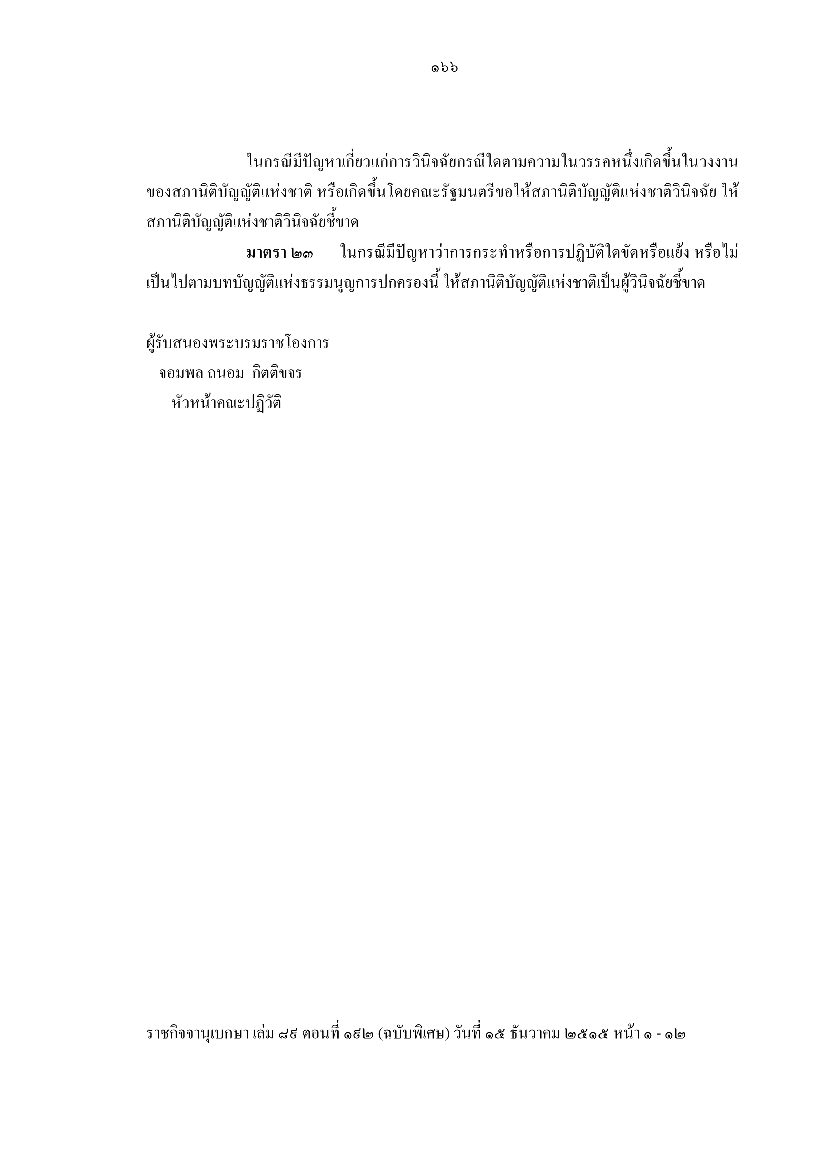 ๑๖๖
ในกรณีมีปัญหาเกี่ยวแก่การวินิจฉัยกรณีใดตามความในวรรคหนึ่งเกิดขึ้นในวงงาน
ของสภานิติบัญญัติแห่งชาติ หรือเกิดขึ้นโดยคณะรัฐมนตรีขอให้สภานิติบัญญัติแห่งชาติวินิจฉัย ให้
สภานิติบัญญัติแห่งชาติวินิจฉัยชี้ขาด
มาตรา ๒๓ ในกรณีมีปัญหาว่าการกระทำหรือการปฏิบัติใดขัดหรือแย้ง หรือไม่
เป็นไปตามบทบัญญัติแห่งธรรมนูญการปกครองนี้ ให้สภานิติบัญญัติแห่งชาติเป็นผู้วินิจฉัยชี้ขาด
ผู้รับสนองพระบรมราชโองการ
จอมพล ถนอม กิตติขจร
หัวหน้าคณะปฏิวัติ
ราชกิจจานุเบกษา เล่ม ๘๙ ตอนที่ ๑๙๒ (ฉบับพิเศษ) วันที่ ๑๕ ธันวาคม ๒๕๑๕ หน้า ๑ - ๑๒